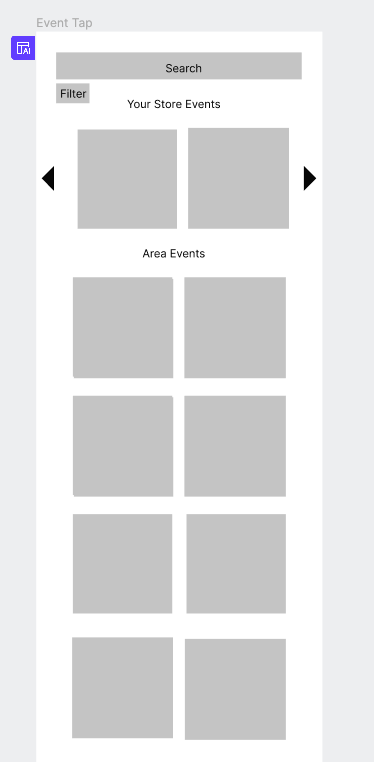 Event Tap
Search
Filter
Your Store Events
Area Events